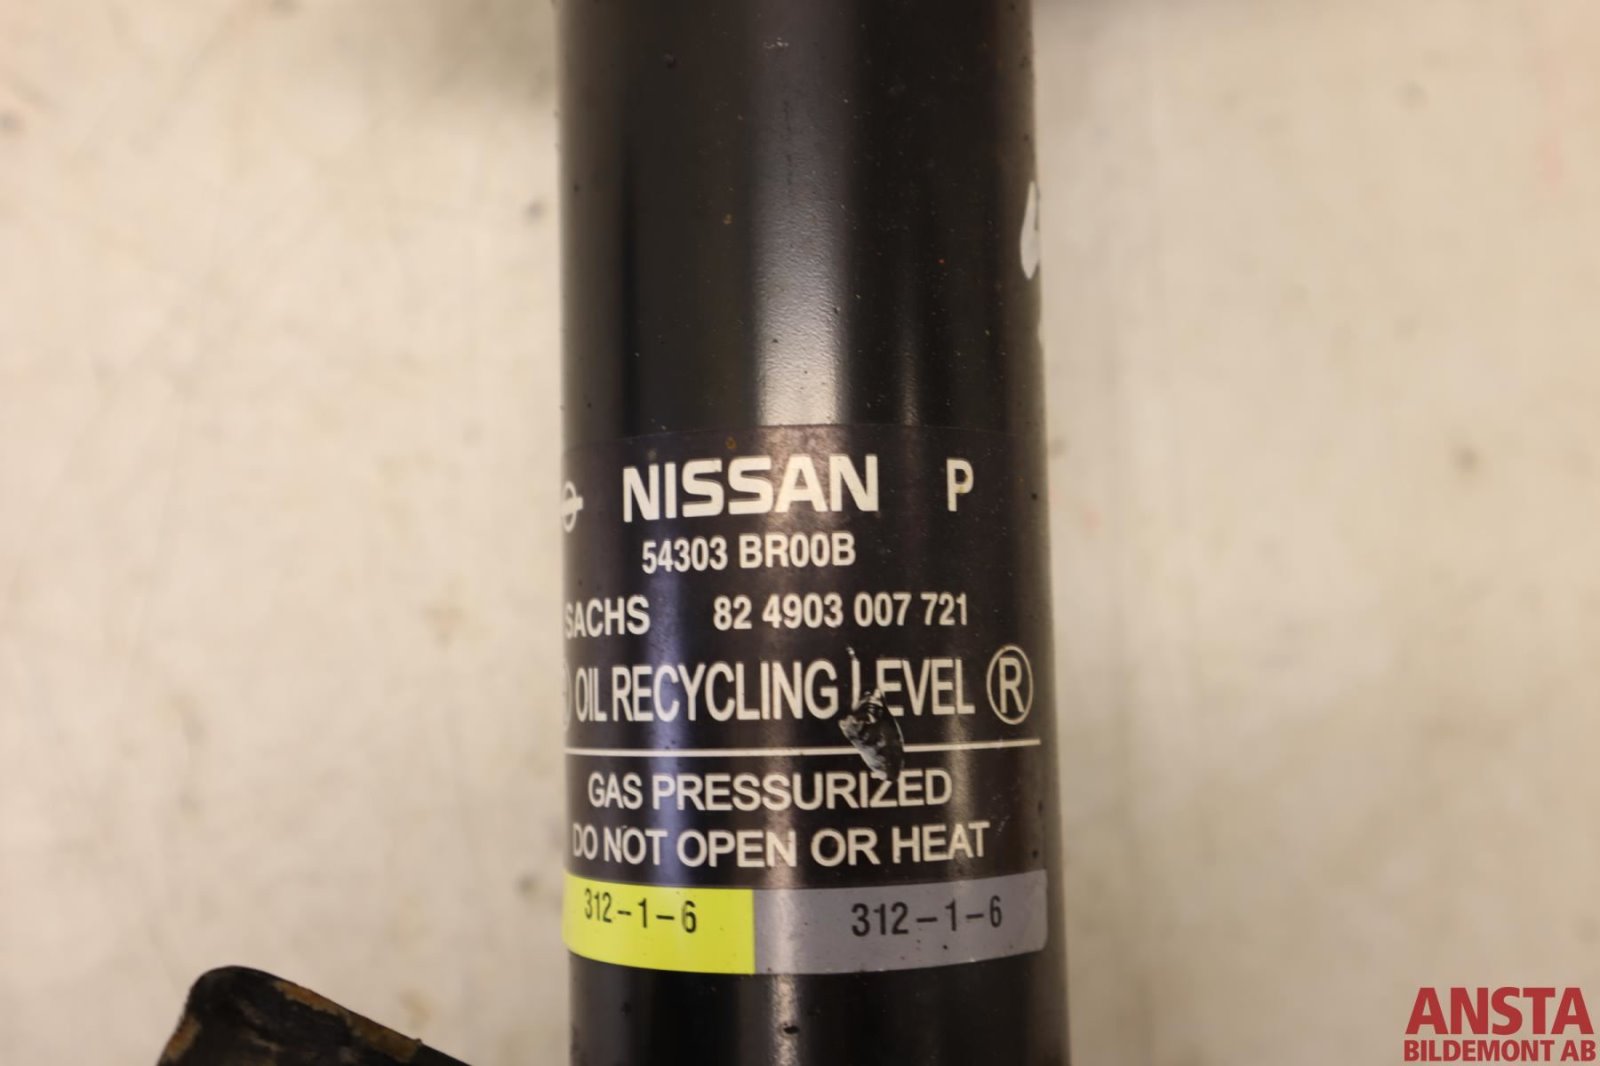 NISSAN P
54303 BR00B
SACHS 82 4903 007 721
OIL RECYCLING LEVEL R
GAS PRESSURIZED
DO NOT OPEN OR HEAT
312-1-6 312-1-6
ANSTA
BILDEMONT AB